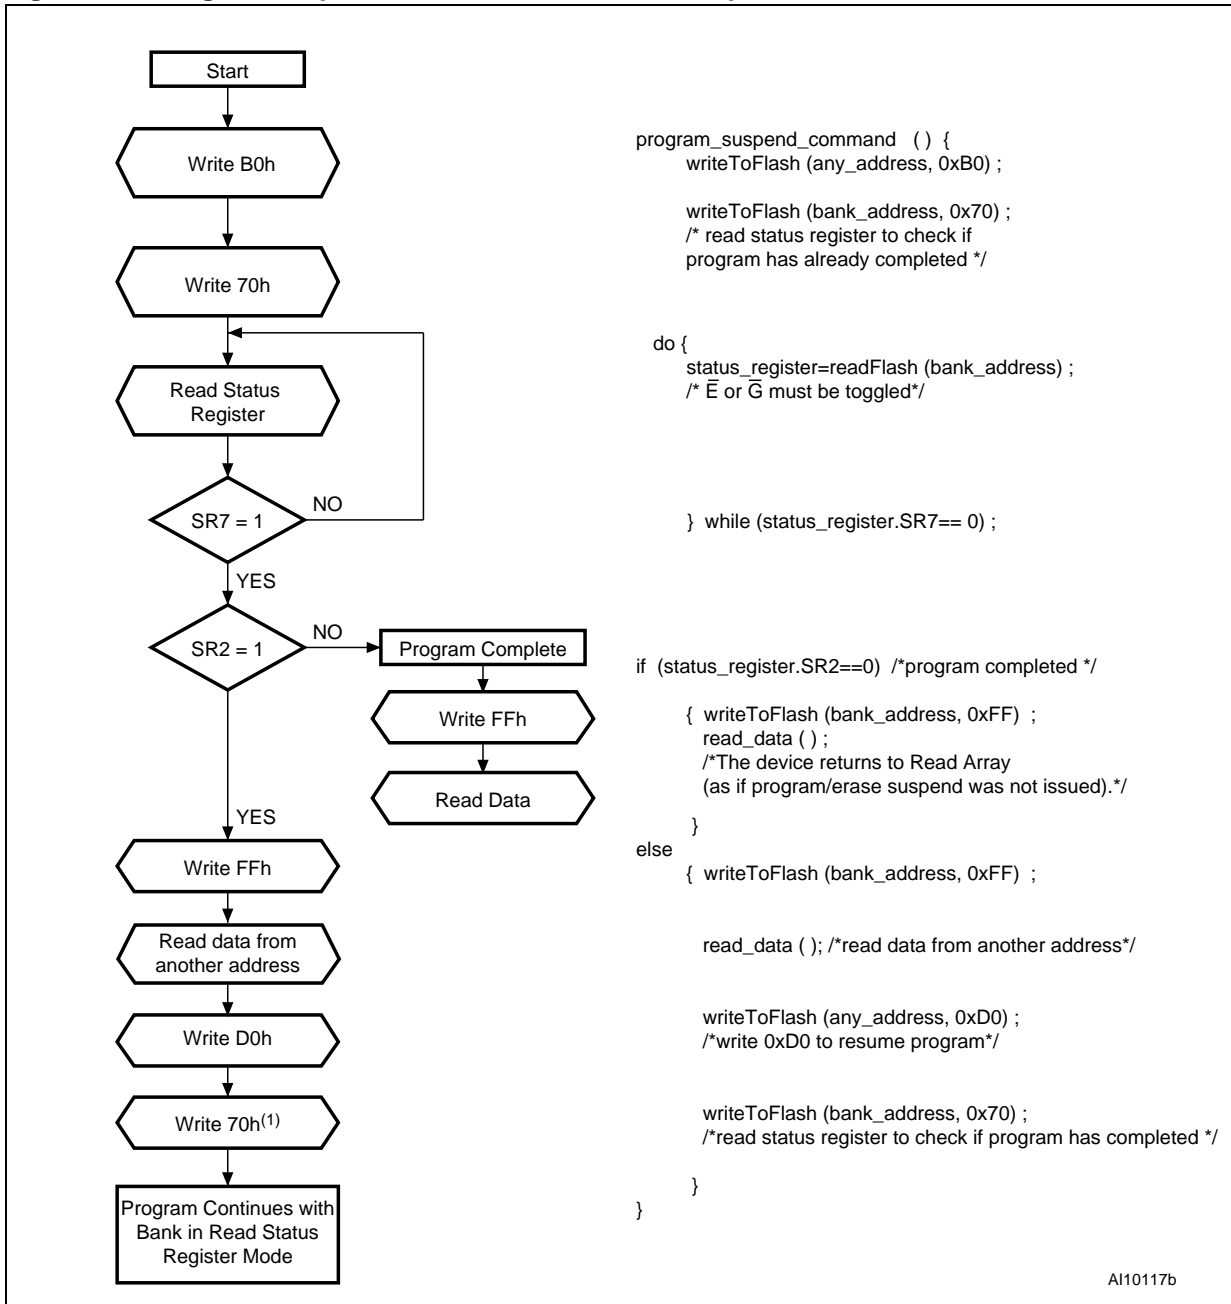 Start
Write B0h
Write 70h
Read Status
Register
SR7 = 1
NO
YES
SR2 = 1
NO
Program Complete
Write FFh
Read Data
YES
Write FFh
Read data from
another address
Write D0h
Write 70h(1)
Program Continues with
Bank in Read Status
Register Mode
program_suspend_command ( ) {
writeToFlash (any_address, 0xB0) ;
writeToFlash (bank_address, 0x70) ;
/* read status register to check if
program has already completed */
do {
status_register=readFlash (bank_address) ;
/* E̅ or G̅ must be toggled*/
} while (status_register.SR7== 0) ;
if (status_register.SR2==0) /*program completed */
{ writeToFlash (bank_address, 0xFF) ;
read_data ( ) ;
/*The device returns to Read Array
(as if program/erase suspend was not issued).*/
}
else
{ writeToFlash (bank_address, 0xFF) ;
read_data ( ); /*read data from another address*/
writeToFlash (any_address, 0xD0) ;
/*write 0xD0 to resume program*/
writeToFlash (bank_address, 0x70) ;
/*read status register to check if program has completed */
}
}
AI10117b